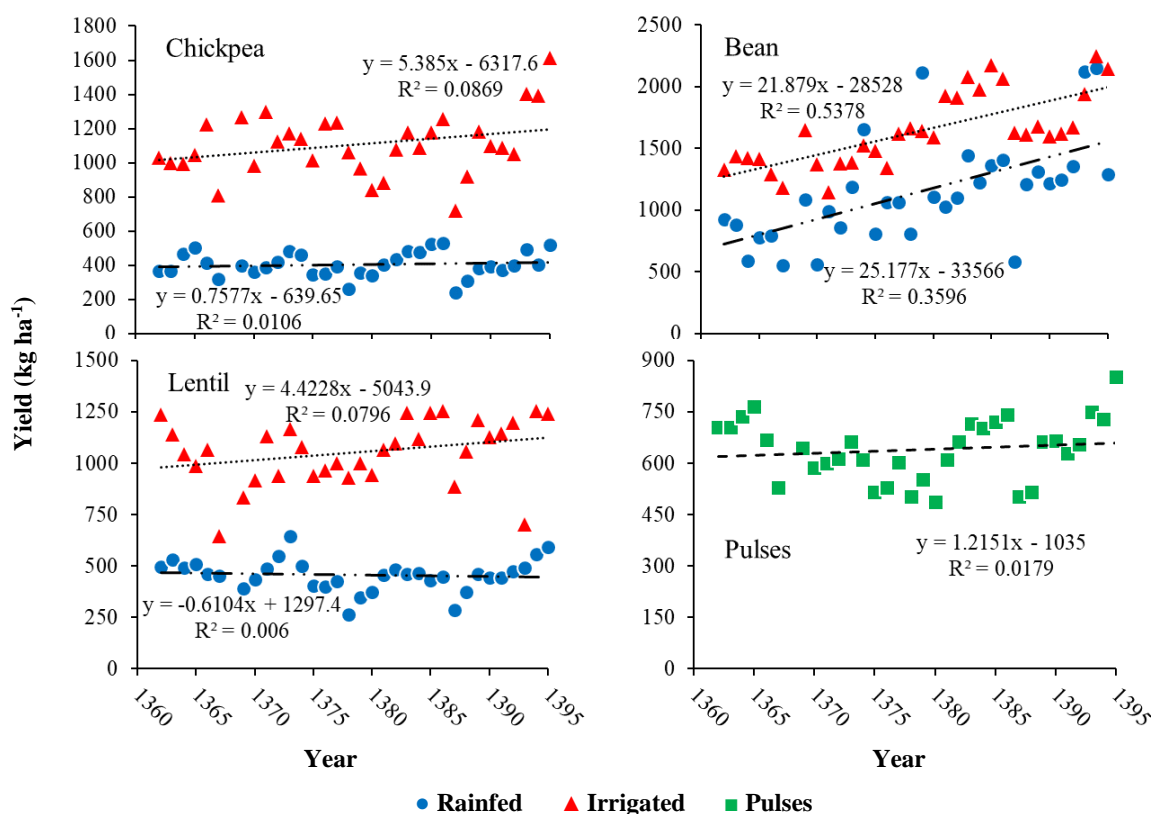 Yield (kg ha⁻¹)
1800
1600
1400
1200
1000
800
600
400
200
0
Chickpea
y = 5.385x - 6317.6
R² = 0.0869
y = 0.7577x - 639.65
R² = 0.0106
2500
2000
1500
1000
500
0
Bean
y = 21.879x - 28528
R² = 0.5378
y = 25.177x - 33566
R² = 0.3596
1500
1250
1000
750
500
250
0
Lentil
y = 4.4228x - 5043.9
R² = 0.0796
y = -0.6104x + 1297.4
R² = 0.006
1360 1365 1370 1375 1380 1385 1390 1395
Year
900
750
600
450
300
150
0
Pulses
y = 1.2151x - 1035
R² = 0.0179
1360 1365 1370 1375 1380 1385 1390 1395
Year
Rainfed Irrigated Pulses